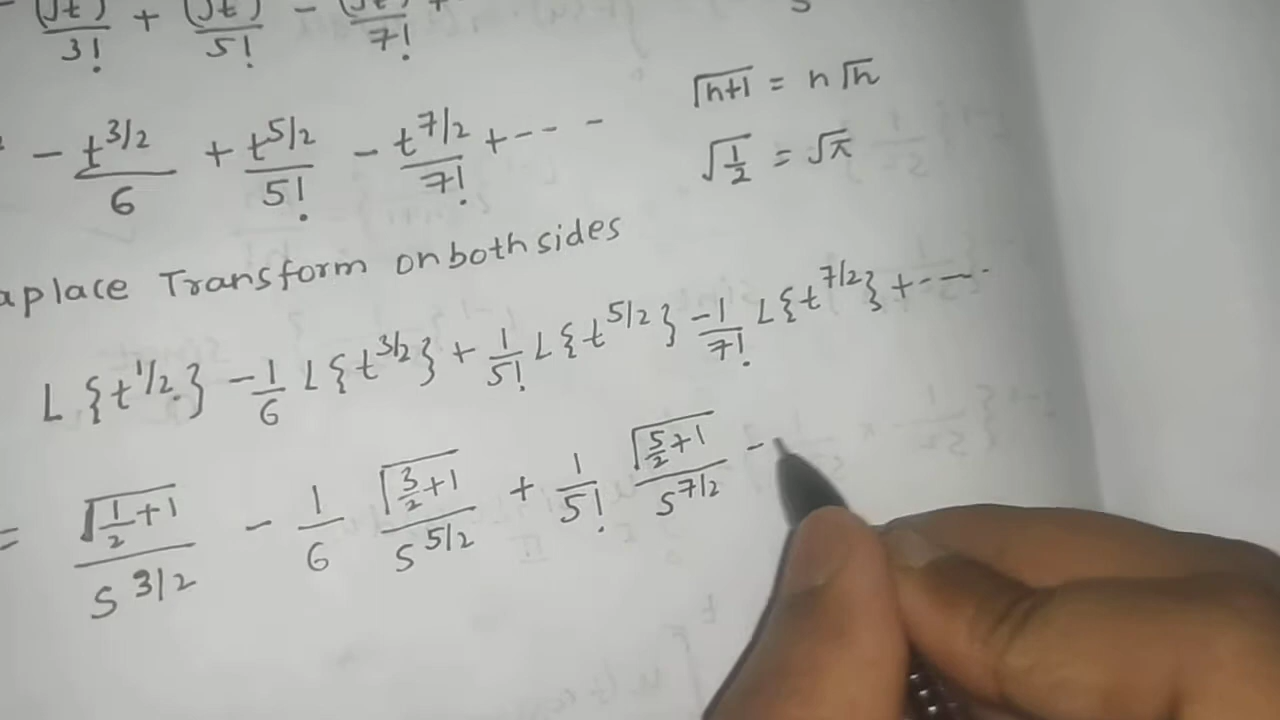 (√t) / 3! + (√t) / 5! - (√t) / 7! +
- t^3/2 / 6 + t^5/2 / 5! - t^7/2 / 7! + - - -
√n+1 = n √n
√1/2 = √π
aplace Transform on both sides
L {t^1/2} - 1/6 L {t^3/2} + 1/5! L {t^5/2} - 1/7! L {t^7/2} + - - -
= √(1/2+1) / s^3/2 - 1/6 √(3/2+1) / s^5/2 + 1/5! √(5/2+1) / s^7/2 -